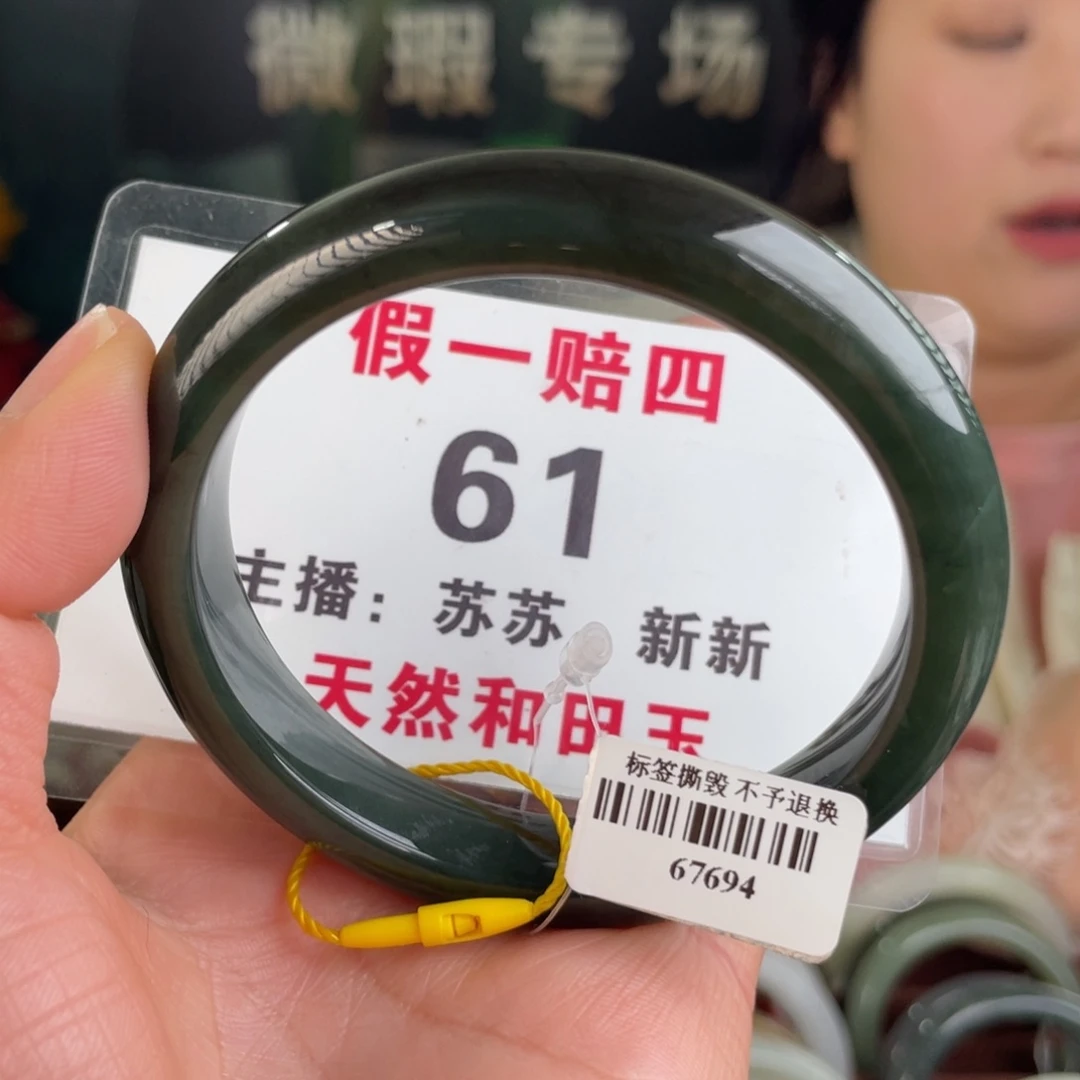 微瑕专场
假一赔四
61
主播：苏苏 新新
天然和田玉
标签撕毁 不予退换
67694